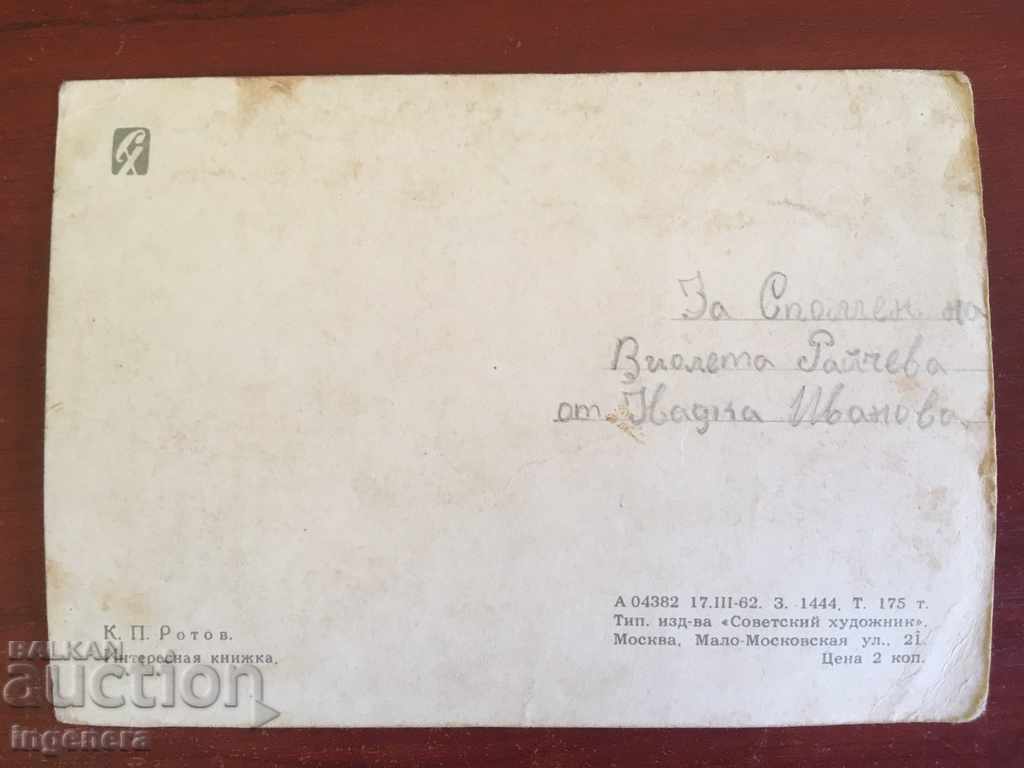 СХ
За Спомен на
Виолета Райчева
от Надка Иванова
К. П. Ротов.
Интересная книжка.
А 04382 17.III-62. З. 1444. Т. 175 т.
Тип. изд-ва «Советский художник».
Москва, Мало-Московская ул., 21.
Цена 2 коп.
BALKAN
auction
ingenera